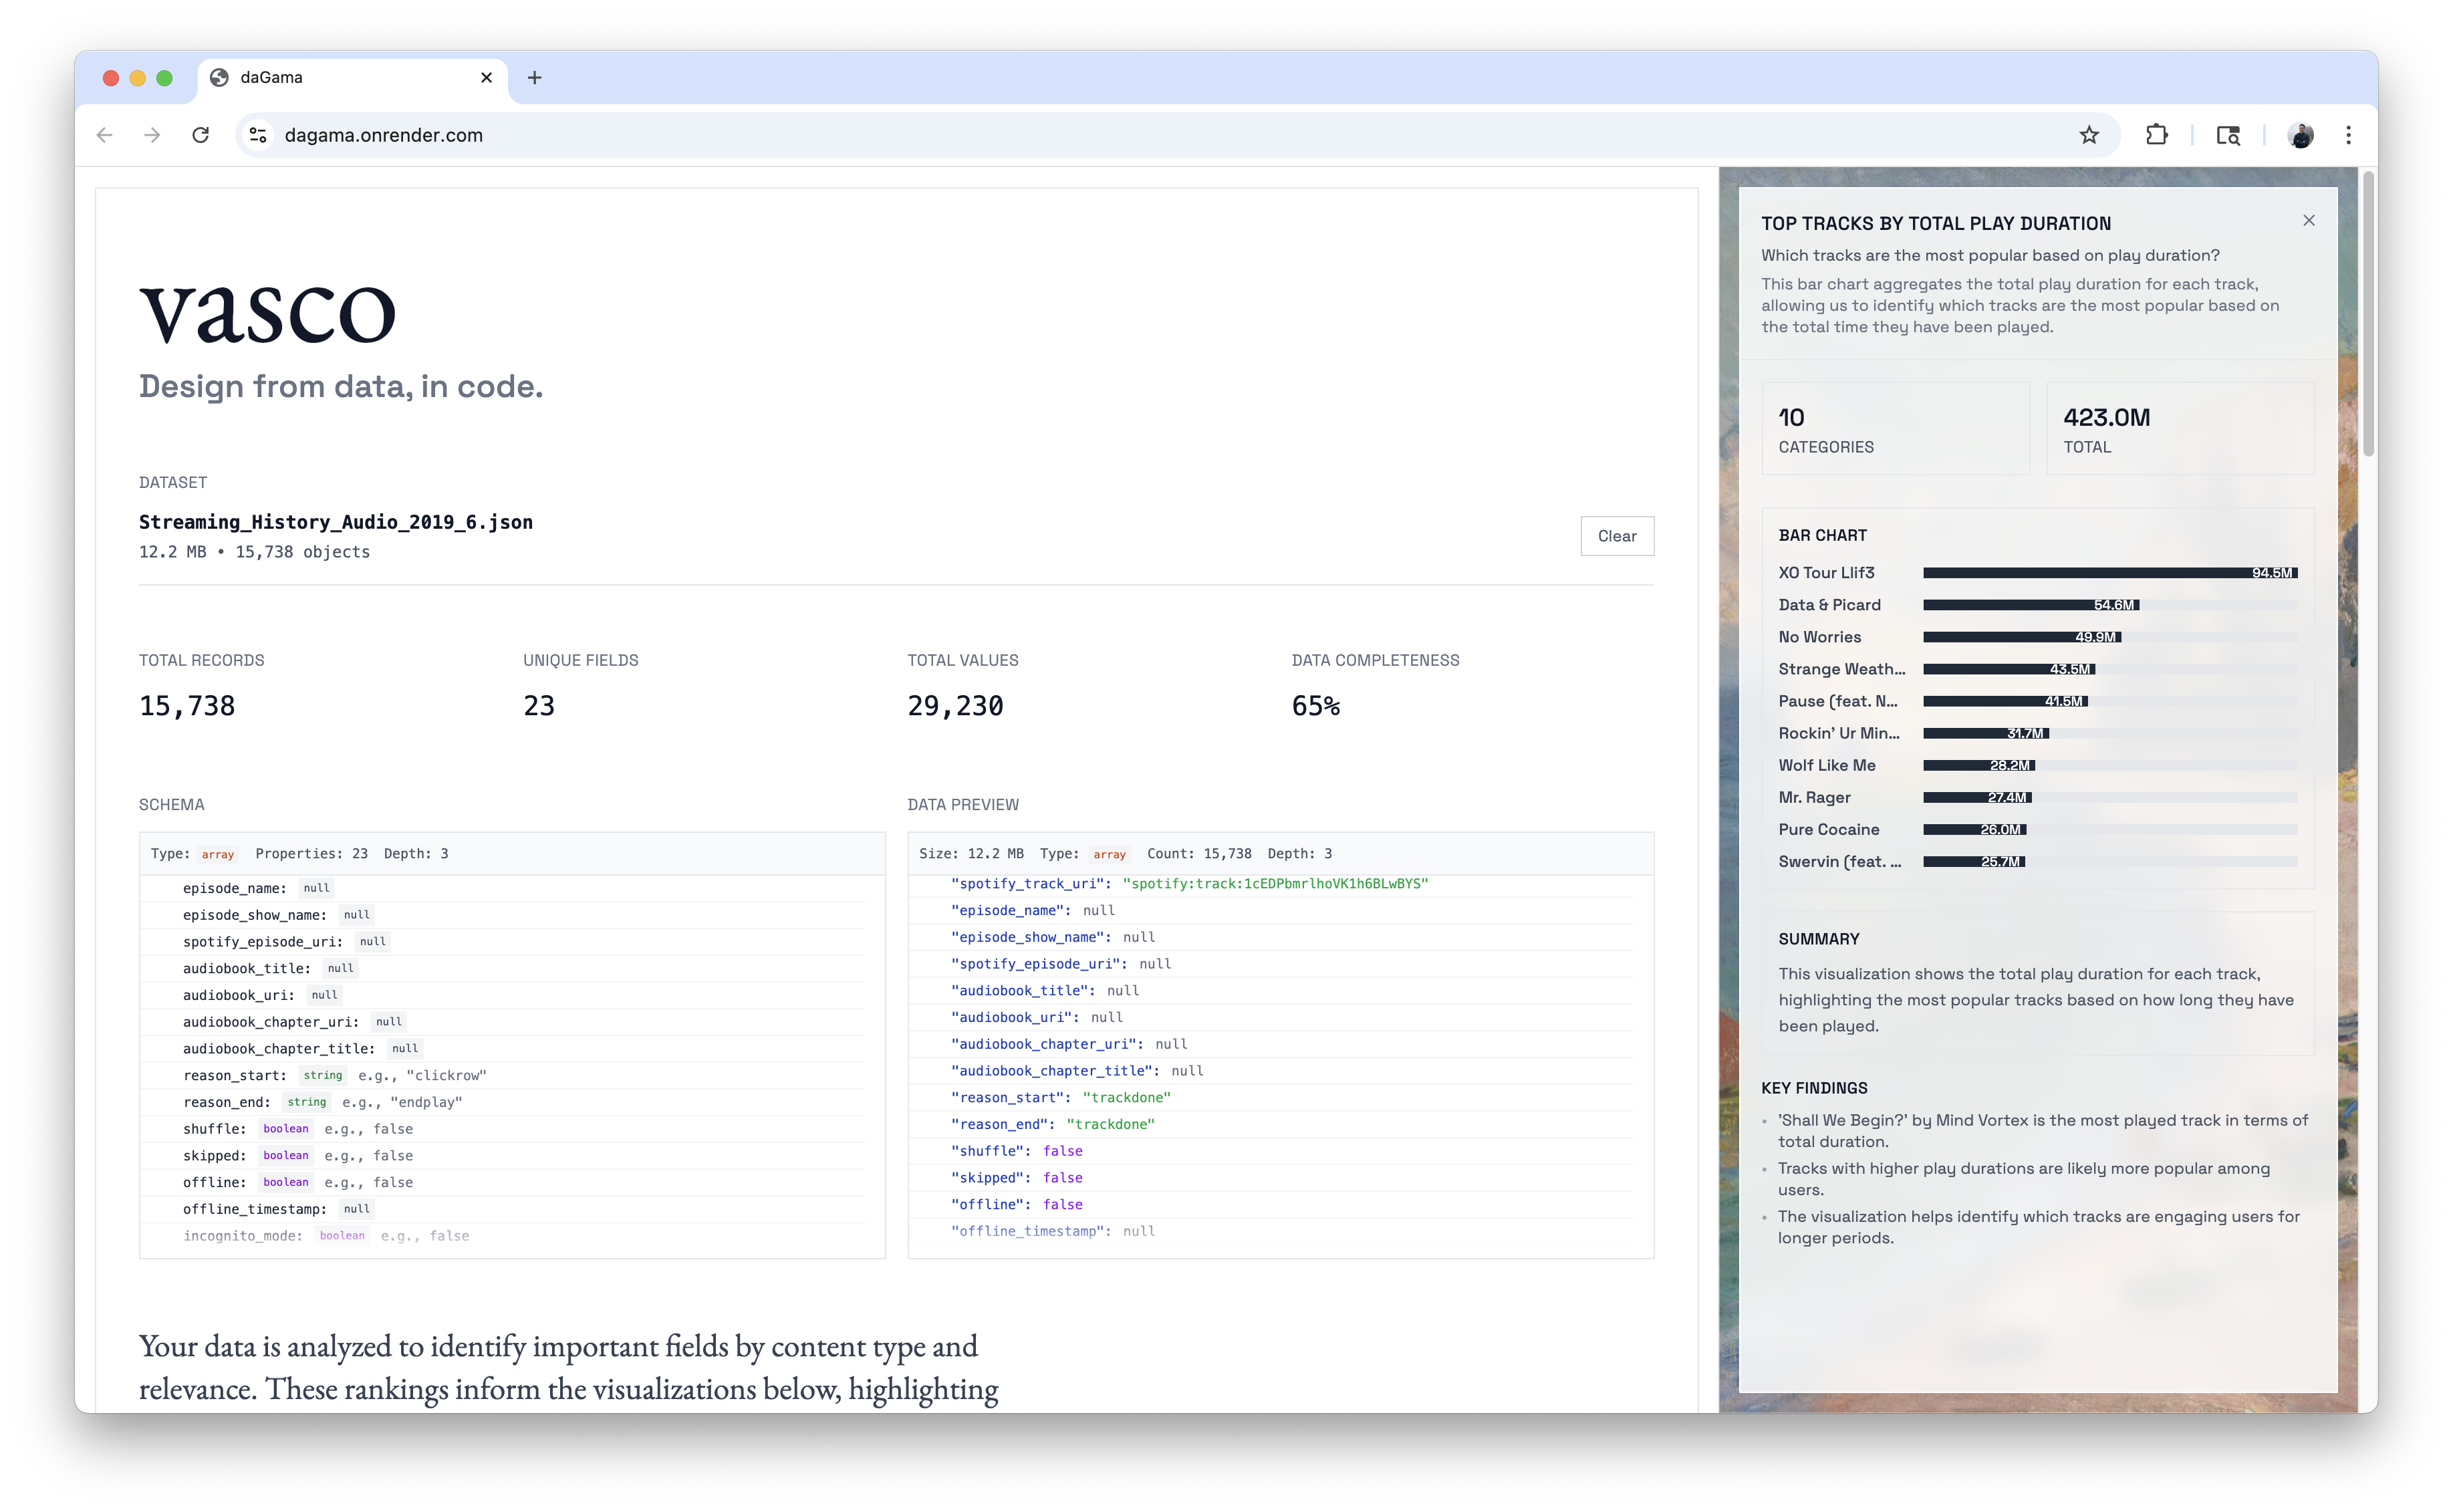 daGama
dagama.onrender.com
vasco
Design from data, in code.
DATASET
Streaming_History_Audio_2019_6.json
12.2 MB • 15,738 objects
Clear
TOTAL RECORDS
15,738
UNIQUE FIELDS
23
TOTAL VALUES
29,230
DATA COMPLETENESS
65%
SCHEMA
Type: array Properties: 23 Depth: 3
episode_name: null
episode_show_name: null
spotify_episode_uri: null
audiobook_title: null
audiobook_uri: null
audiobook_chapter_uri: null
audiobook_chapter_title: null
reason_start: string e.g., "clickrow"
reason_end: string e.g., "endplay"
shuffle: boolean e.g., false
skipped: boolean e.g., false
offline: boolean e.g., false
offline_timestamp: null
incognito_mode: boolean e.g., false
DATA PREVIEW
Size: 12.2 MB Type: array Count: 15,738 Depth: 3
"spotify_track_uri": "spotify:track:1cEDPbmrlhoVK1h6BLwBYS"
"episode_name": null
"episode_show_name": null
"spotify_episode_uri": null
"audiobook_title": null
"audiobook_uri": null
"audiobook_chapter_uri": null
"audiobook_chapter_title": null
"reason_start": "trackdone"
"reason_end": "trackdone"
"shuffle": false
"skipped": false
"offline": false
"offline_timestamp": null
Your data is analyzed to identify important fields by content type and
relevance. These rankings inform the visualizations below, highlighting
TOP TRACKS BY TOTAL PLAY DURATION
Which tracks are the most popular based on play duration?
This bar chart aggregates the total play duration for each track,
allowing us to identify which tracks are the most popular based on
the total time they have been played.
10
CATEGORIES
423.0M
TOTAL
BAR CHART
XO Tour Llif3 94.5M
Data & Picard 54.6M
No Worries 49.9M
Strange Weath... 43.5M
Pause (feat. N... 41.5M
Rockin' Ur Min... 31.7M
Wolf Like Me 28.2M
Mr. Rager 27.4M
Pure Cocaine 26.0M
Swervin (feat. ... 25.7M
SUMMARY
This visualization shows the total play duration for each track,
highlighting the most popular tracks based on how long they have
been played.
KEY FINDINGS
• 'Shall We Begin?' by Mind Vortex is the most played track in terms of
total duration.
• Tracks with higher play durations are likely more popular among
users.
• The visualization helps identify which tracks are engaging users for
longer periods.